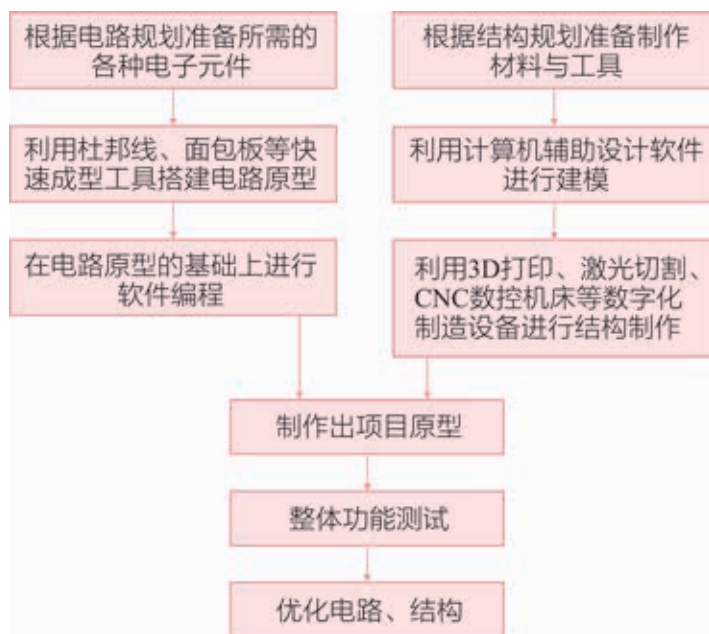 根据电路规划准备所需的
各种电子元件
利用杜邦线、面包板等快
速成型工具搭建电路原型
在电路原型的基础上进行
软件编程
根据结构规划准备制作
材料与工具
利用计算机辅助设计软件
进行建模
利用3D打印、激光切割、
CNC数控机床等数字化
制造设备进行结构制作
制作出项目原型
整体功能测试
优化电路、结构